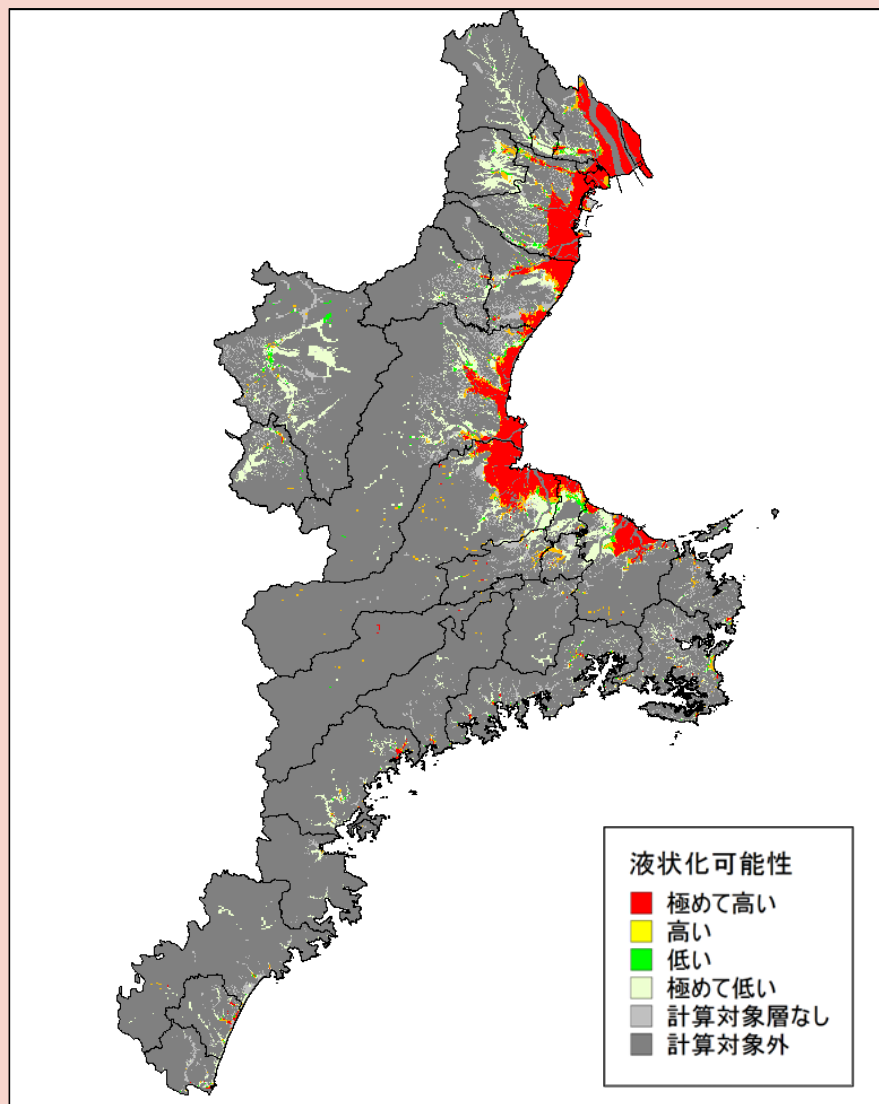 液状化可能性
極めて高い
高い
低い
極めて低い
計算対象層なし
計算対象外